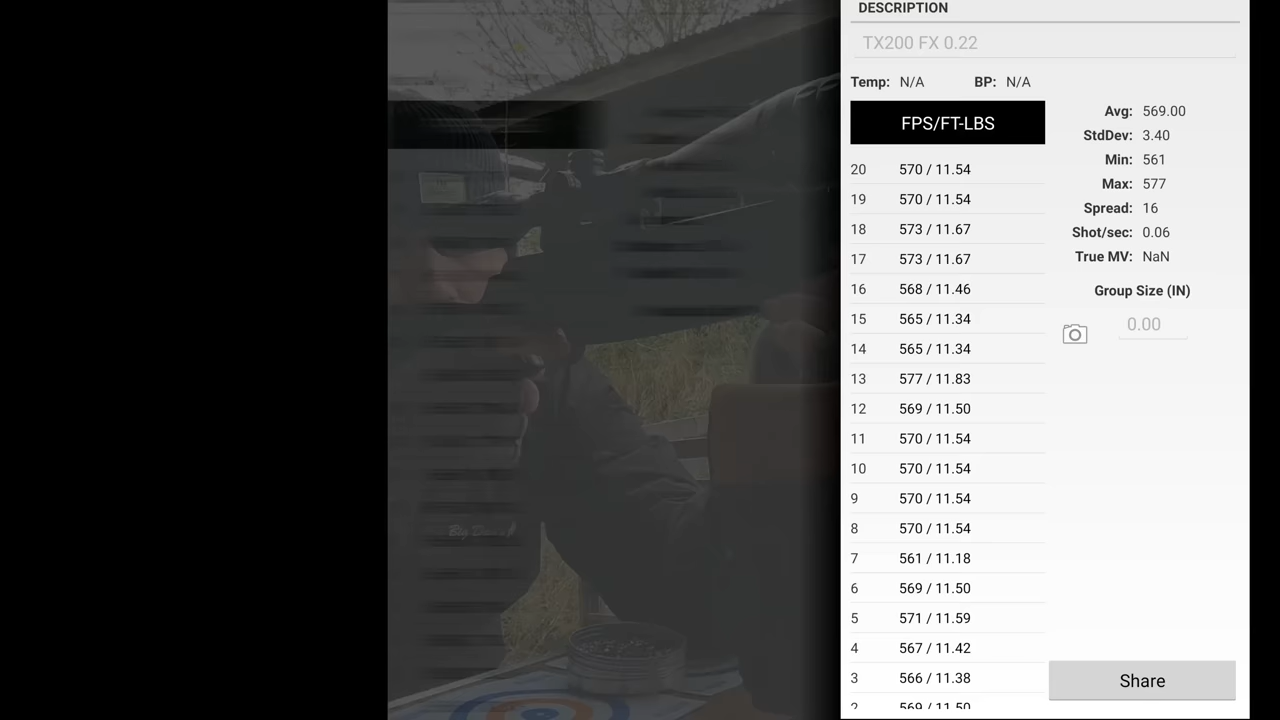 DESCRIPTION
TX200 FX 0.22
Temp: N/A BP: N/A
FPS/FT-LBS
20 570 / 11.54
19 570 / 11.54
18 573 / 11.67
17 573 / 11.67
16 568 / 11.46
15 565 / 11.34
14 565 / 11.34
13 577 / 11.83
12 569 / 11.50
11 570 / 11.54
10 570 / 11.54
9 570 / 11.54
8 570 / 11.54
7 561 / 11.18
6 569 / 11.50
5 571 / 11.59
4 567 / 11.42
3 566 / 11.38
2 569 / 11.50
Avg: 569.00
StdDev: 3.40
Min: 561
Max: 577
Spread: 16
Shot/sec: 0.06
True MV: NaN
Group Size (IN)
0.00
Share